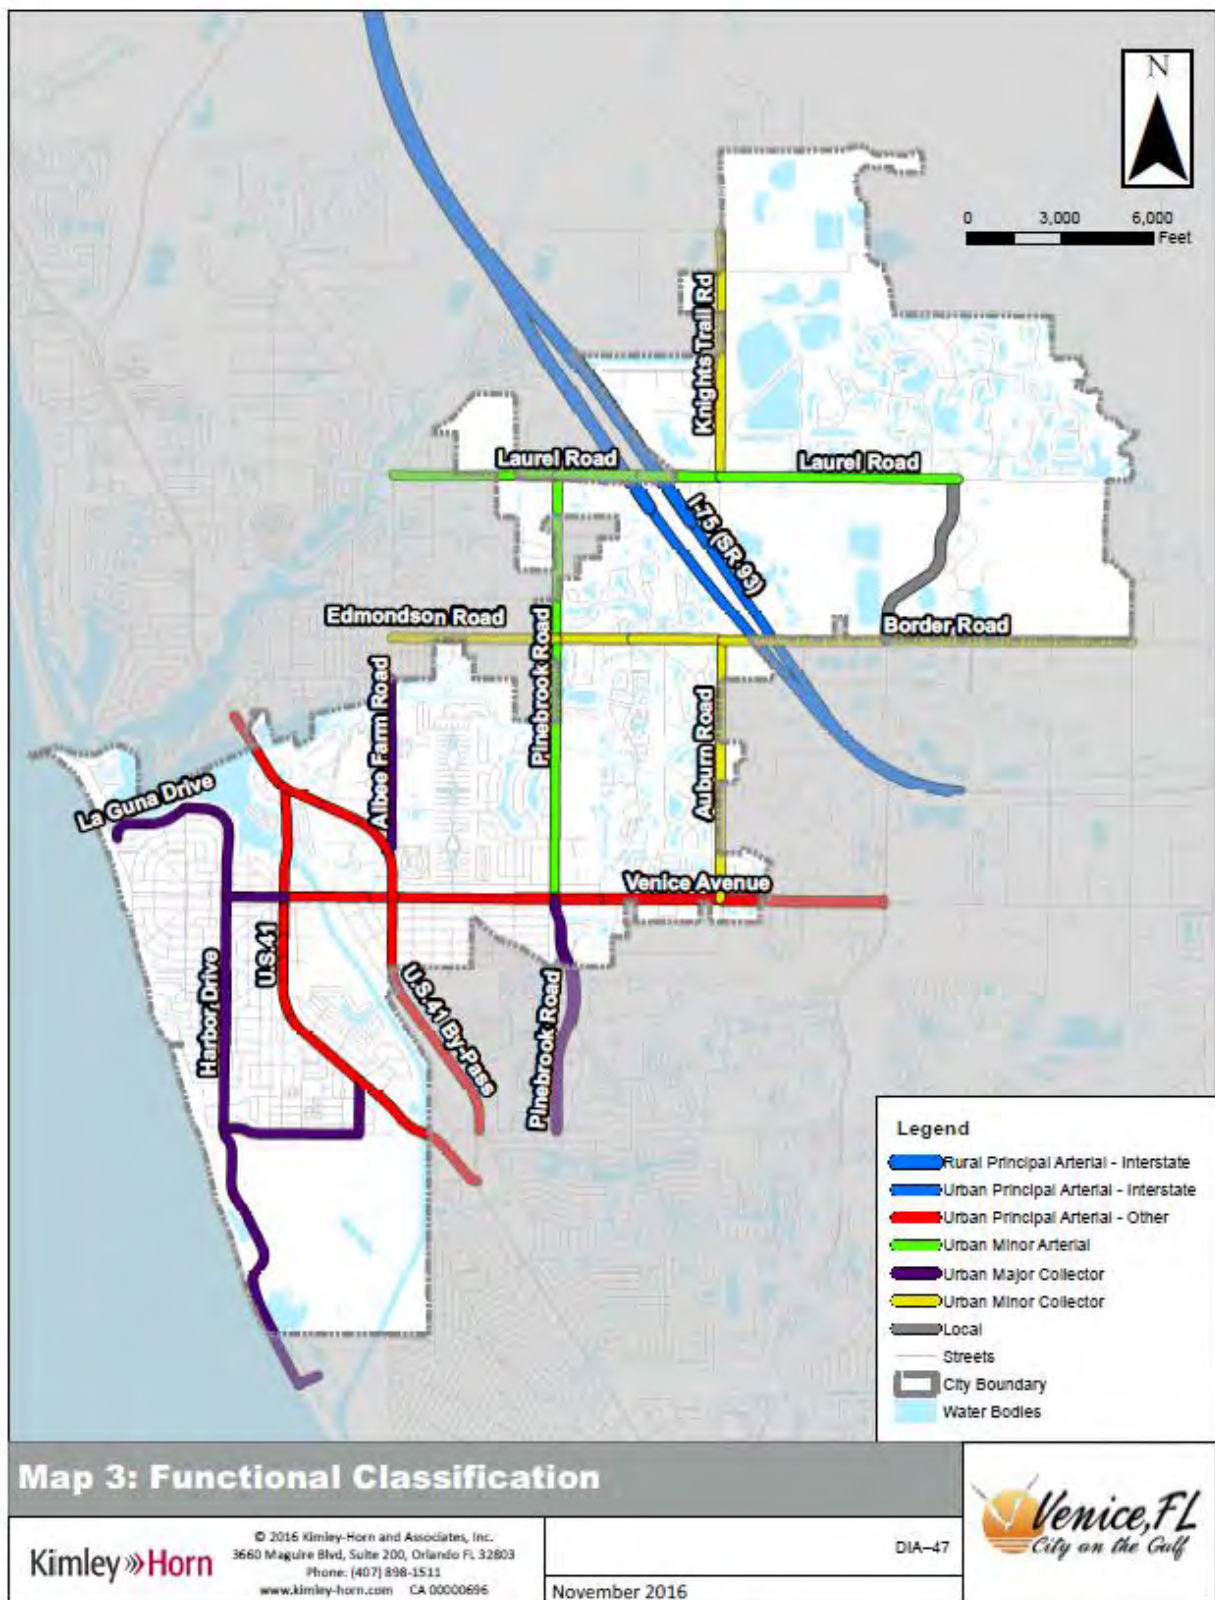 N
0 3,000 6,000
Feet
Knights Trail Rd
Laurel Road
Laurel Road
I-75 (SR 93)
Edmondson Road
Pinebrook Road
Border Road
Albee Farm Road
Auburn Road
La Guna Drive
Venice Avenue
U.S.41
Harbor Drive
U.S.41 By-Pass
Pinebrook Road
Legend
Rural Principal Arterial - Interstate
Urban Principal Arterial - Interstate
Urban Principal Arterial - Other
Urban Minor Arterial
Urban Major Collector
Urban Minor Collector
Local
Streets
City Boundary
Water Bodies
Map 3: Functional Classification
Kimley»Horn
© 2016 Kimley-Horn and Associates, Inc.
3660 Maguire Blvd, Suite 200, Orlando FL 32803
Phone: (407) 898-1511
www.kimley-horn.com CA 00000696
DIA–47
November 2016
Venice, FL
City on the Gulf